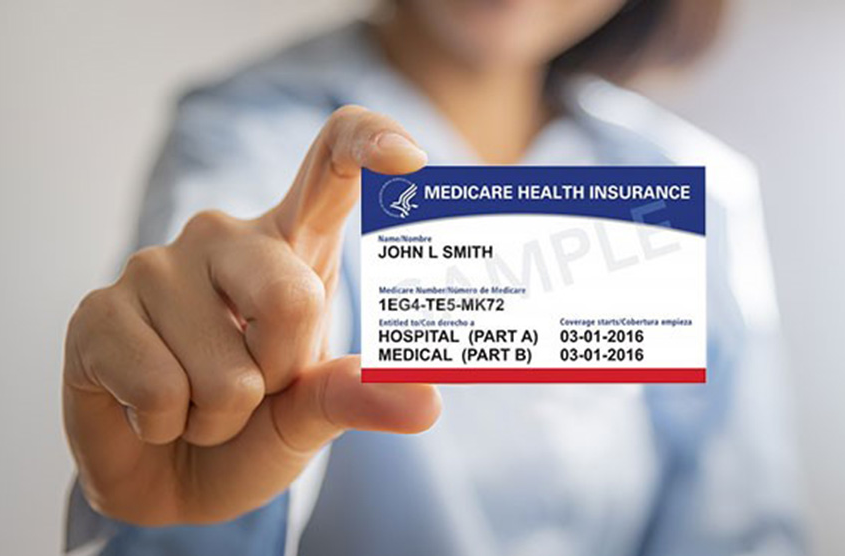 MEDICARE HEALTH INSURANCE
SAMPLE
Name/Nombre
JOHN L SMITH
Medicare Number/Número de Medicare
1EG4-TE5-MK72
Entitled to/Con derecho a Coverage starts/Cobertura empieza
HOSPITAL (PART A) 03-01-2016
MEDICAL (PART B) 03-01-2016